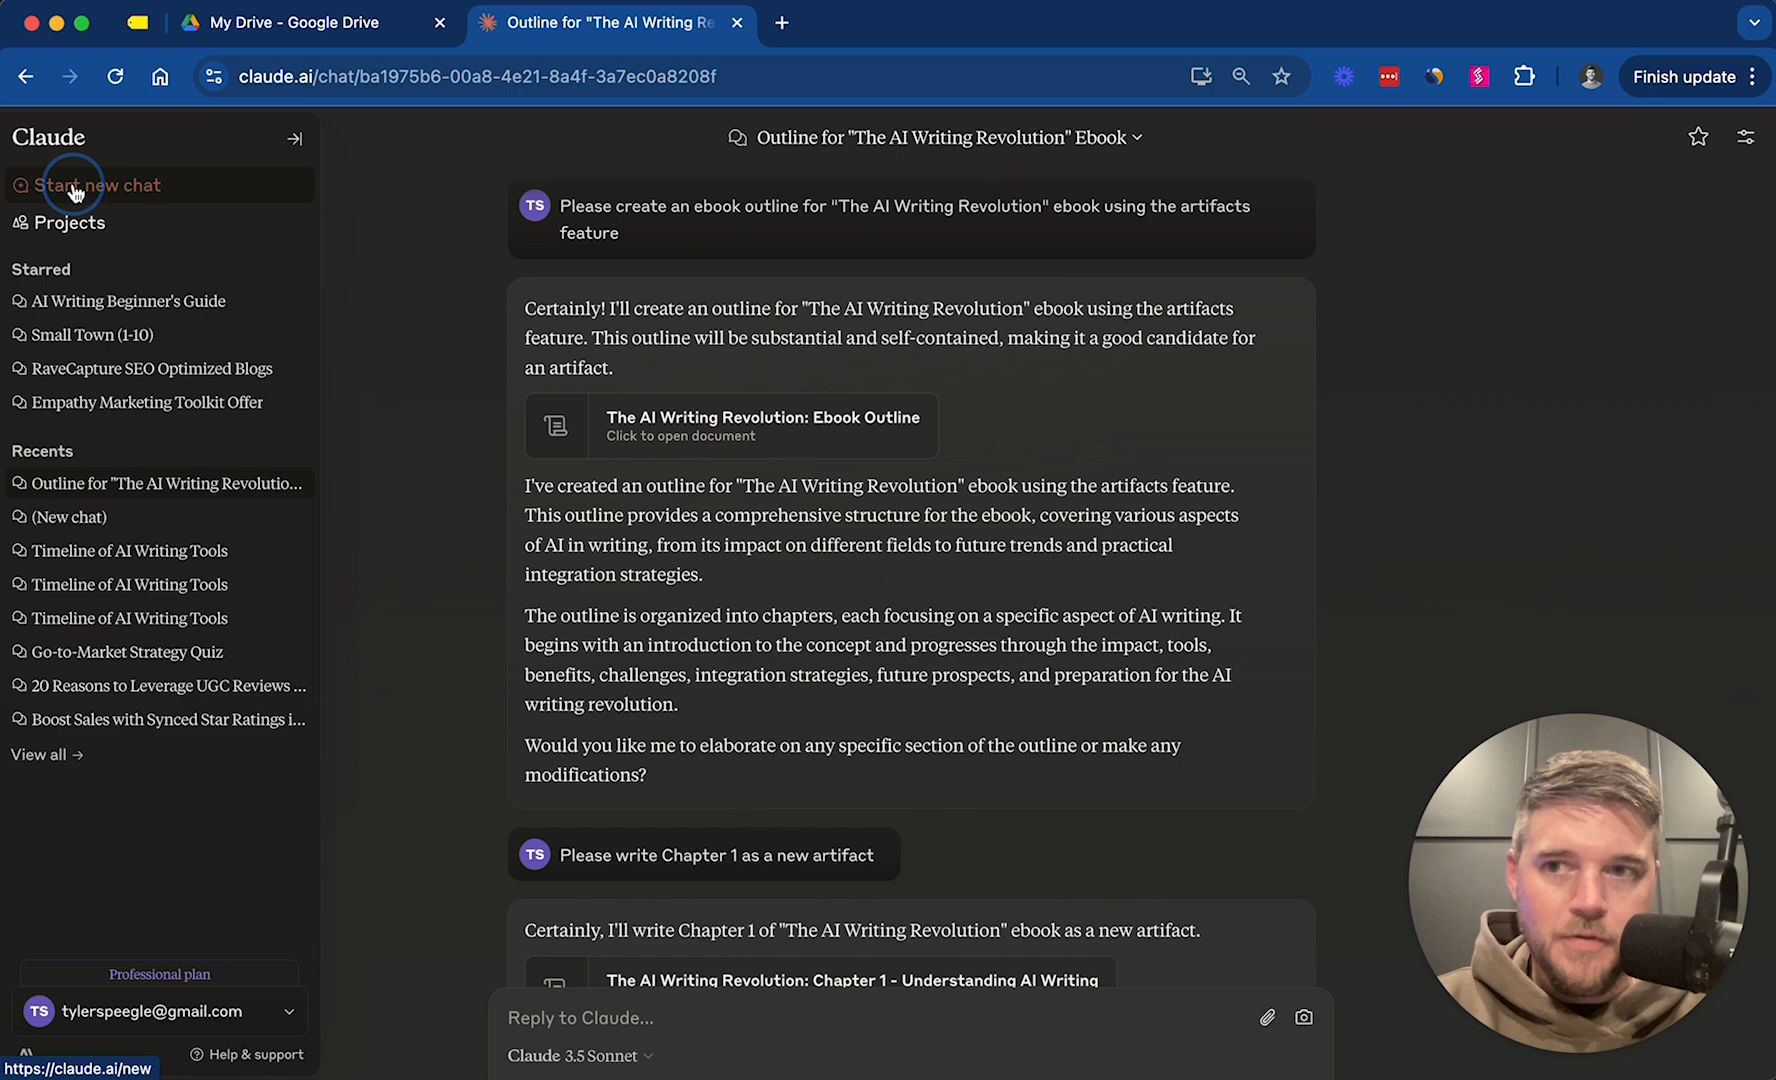 My Drive - Google Drive
Outline for "The AI Writing Re
claude.ai/chat/ba1975b6-00a8-4e21-8a4f-3a7ec0a8208f
Finish update
Claude
Start new chat
Projects
Starred
AI Writing Beginner's Guide
Small Town (1-10)
RaveCapture SEO Optimized Blogs
Empathy Marketing Toolkit Offer
Recents
Outline for "The AI Writing Revolutio...
(New chat)
Timeline of AI Writing Tools
Timeline of AI Writing Tools
Timeline of AI Writing Tools
Go-to-Market Strategy Quiz
20 Reasons to Leverage UGC Reviews ...
Boost Sales with Synced Star Ratings i...
View all →
Professional plan
TS
tylerspeegle@gmail.com
Help & support
https://claude.ai/new
Outline for "The AI Writing Revolution" Ebook
TS
Please create an ebook outline for "The AI Writing Revolution" ebook using the artifacts
feature
Certainly! I'll create an outline for "The AI Writing Revolution" ebook using the artifacts
feature. This outline will be substantial and self-contained, making it a good candidate for
an artifact.
The AI Writing Revolution: Ebook Outline
Click to open document
I've created an outline for "The AI Writing Revolution" ebook using the artifacts feature.
This outline provides a comprehensive structure for the ebook, covering various aspects
of AI in writing, from its impact on different fields to future trends and practical
integration strategies.
The outline is organized into chapters, each focusing on a specific aspect of AI writing. It
begins with an introduction to the concept and progresses through the impact, tools,
benefits, challenges, integration strategies, future prospects, and preparation for the AI
writing revolution.
Would you like me to elaborate on any specific section of the outline or make any
modifications?
TS
Please write Chapter 1 as a new artifact
Certainly, I'll write Chapter 1 of "The AI Writing Revolution" ebook as a new artifact.
The AI Writing Revolution: Chapter 1 - Understanding AI Writing
Reply to Claude...
Claude 3.5 Sonnet